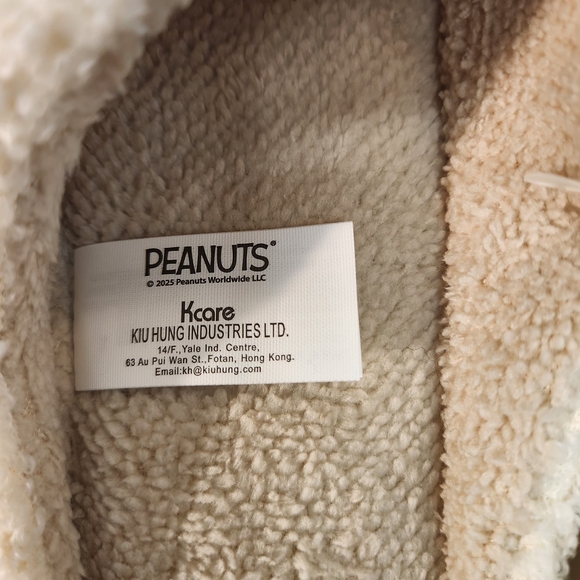 PEANUTS®
© 2025 Peanuts Worldwide LLC
Kcare
KIU HUNG INDUSTRIES LTD.
14/F.,Yale Ind. Centre,
63 Au Pui Wan St.,Fotan, Hong Kong.
Email:kh@kiuhung.com